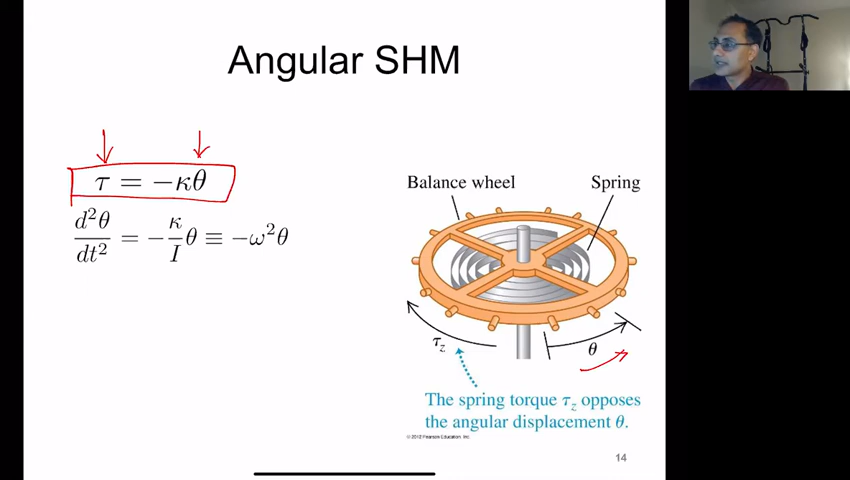 Angular SHM
τ = −κθ
d²θ/dt² = −κ/I θ ≡ −ω²θ
Balance wheel
Spring
τz
θ
The spring torque τz opposes
the angular displacement θ.
© 2012 Pearson Education, Inc.
14